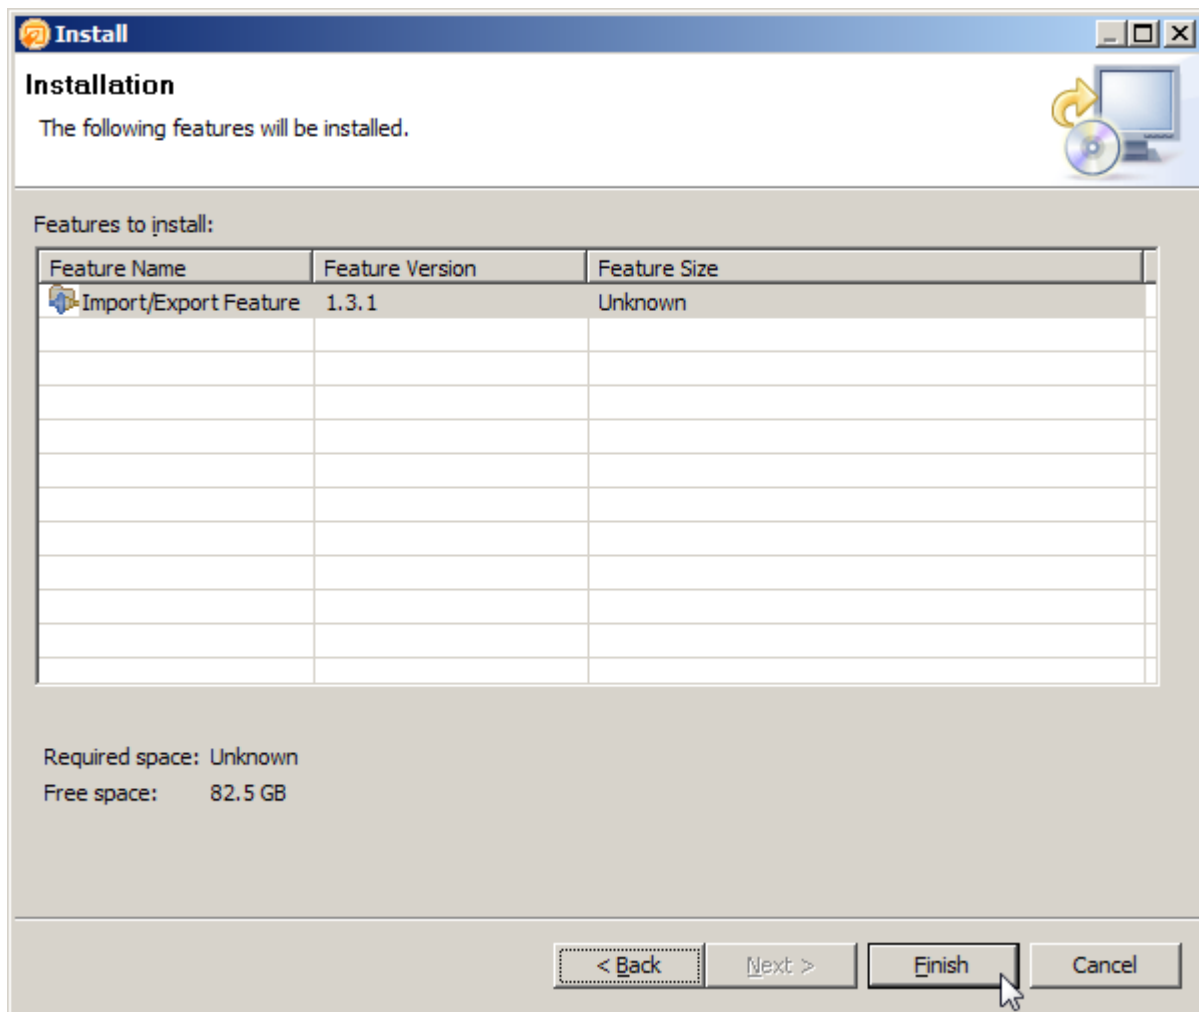 Install
Installation
The following features will be installed.
Features to install:
Feature Name Feature Version Feature Size
Import/Export Feature 1.3.1 Unknown
Required space: Unknown
Free space: 82.5 GB
< Back Next > Finish Cancel